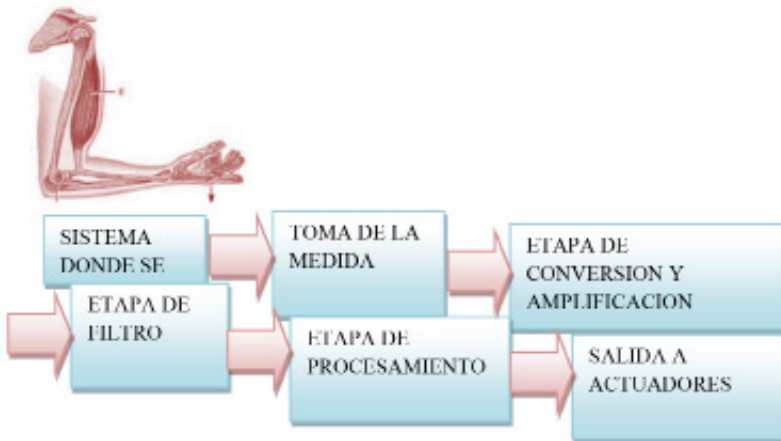 SISTEMA
DONDE SE
TOMA DE LA
MEDIDA
ETAPA DE
CONVERSION Y
AMPLIFICACION
ETAPA DE
FILTRO
ETAPA DE
PROCESAMIENTO
SALIDA A
ACTUADORES